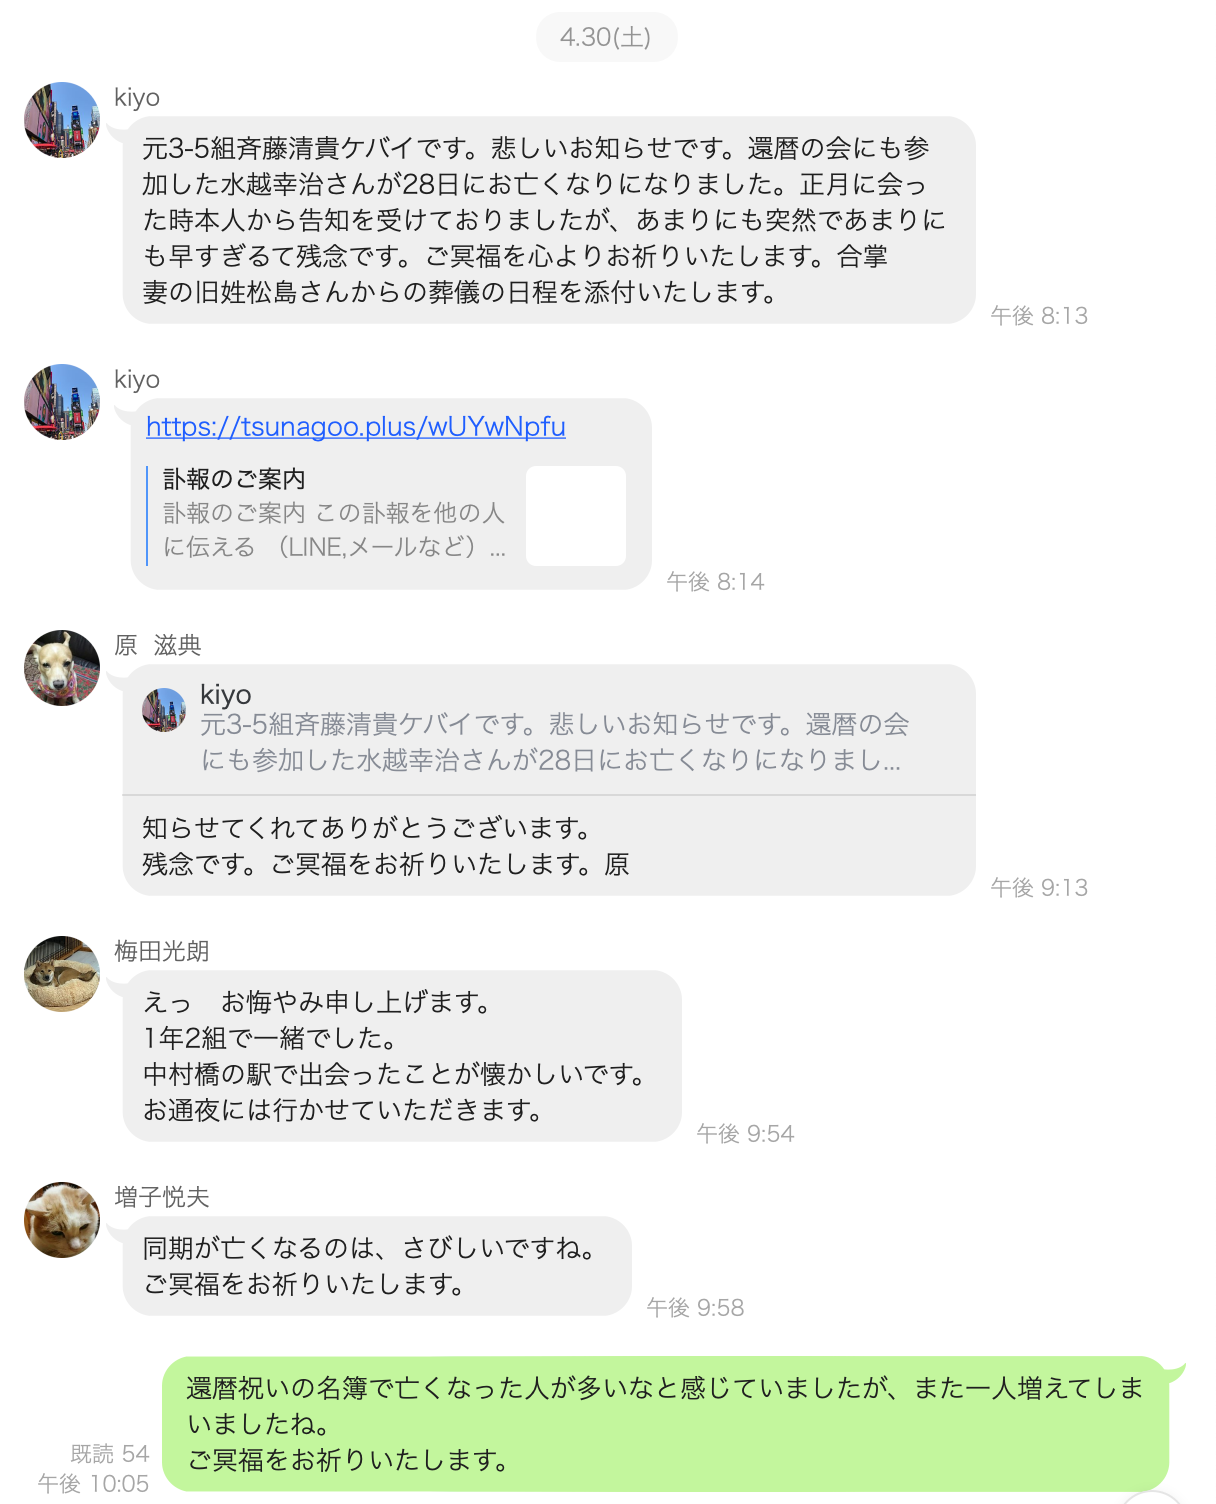 4.30(土)
kiyo
元3-5組斉藤清貴ケバイです。悲しいお知らせです。還暦の会にも参
加した水越幸治さんが28日にお亡くなりになりました。正月に会っ
た時本人から告知を受けておりましたが、あまりにも突然であまりに
も早すぎるて残念です。ご冥福を心よりお祈りいたします。合掌
妻の旧姓松島さんからの葬儀の日程を添付いたします。
午後 8:13
kiyo
https://tsunagoo.plus/wUYwNpfu
訃報のご案内
訃報のご案内 この訃報を他の人
に伝える （LINE,メールなど）...
午後 8:14
原 滋典
kiyo
元3-5組斉藤清貴ケバイです。悲しいお知らせです。還暦の会
にも参加した水越幸治さんが28日にお亡くなりになりまし...
知らせてくれてありがとうございます。
残念です。ご冥福をお祈りいたします。原
午後 9:13
梅田光朗
えっ　お悔やみ申し上げます。
1年2組で一緒でした。
中村橋の駅で出会ったことが懐かしいです。
お通夜には行かせていただきます。
午後 9:54
増子悦夫
同期が亡くなるのは、さびしいですね。
ご冥福をお祈りいたします。
午後 9:58
還暦祝いの名簿で亡くなった人が多いなと感じていましたが、また一人増えてしま
いましたね。
ご冥福をお祈りいたします。
既読 54
午後 10:05